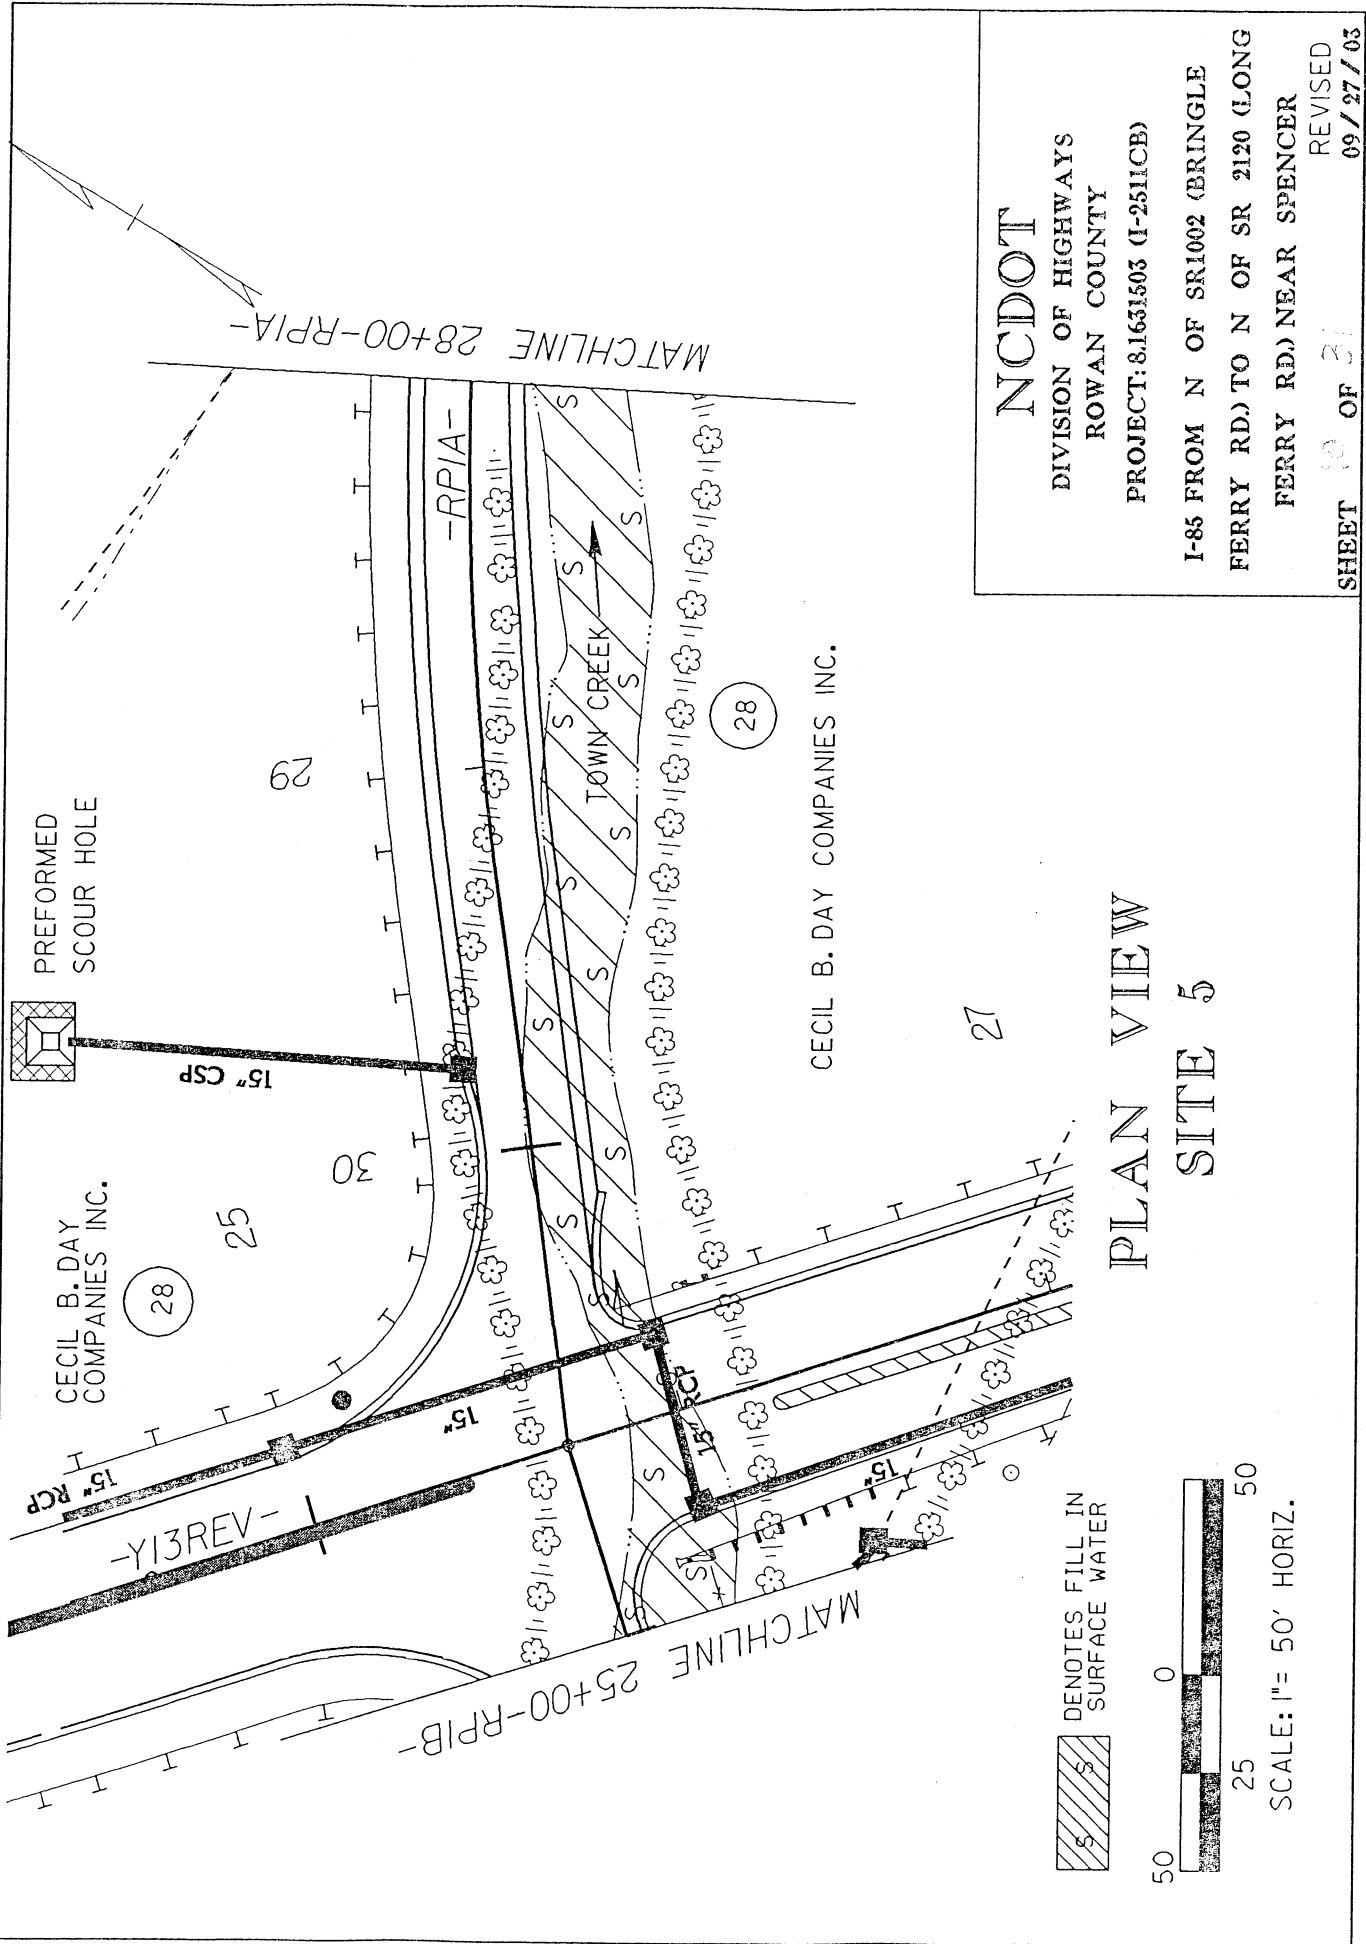 PREFORMED
SCOUR HOLE
CECIL B. DAY
COMPANIES INC.
28
25
30
29
15" CSP
15" RCP
15"
-Y13REV-
-RP1A-
MATCHLINE 28+00-RP1A-
TOWN CREEK
S S S S S S S S S S S S S S S S S S
28
CECIL B. DAY COMPANIES INC.
27
15" RCP
15"
MATCHLINE 25+00-RP1B-
DENOTES FILL IN
SURFACE WATER
S S
50 25 0 50
SCALE: 1"= 50' HORIZ.
PLAN VIEW
SITE 5
NCDOT
DIVISION OF HIGHWAYS
ROWAN COUNTY
PROJECT: 8.1631503 (I-2511CB)
I-85 FROM N OF SR1002 (BRINGLE
FERRY RD.) TO N OF SR 2120 (LONG
FERRY RD.) NEAR SPENCER
REVISED
SHEET OF 31 09/27/03